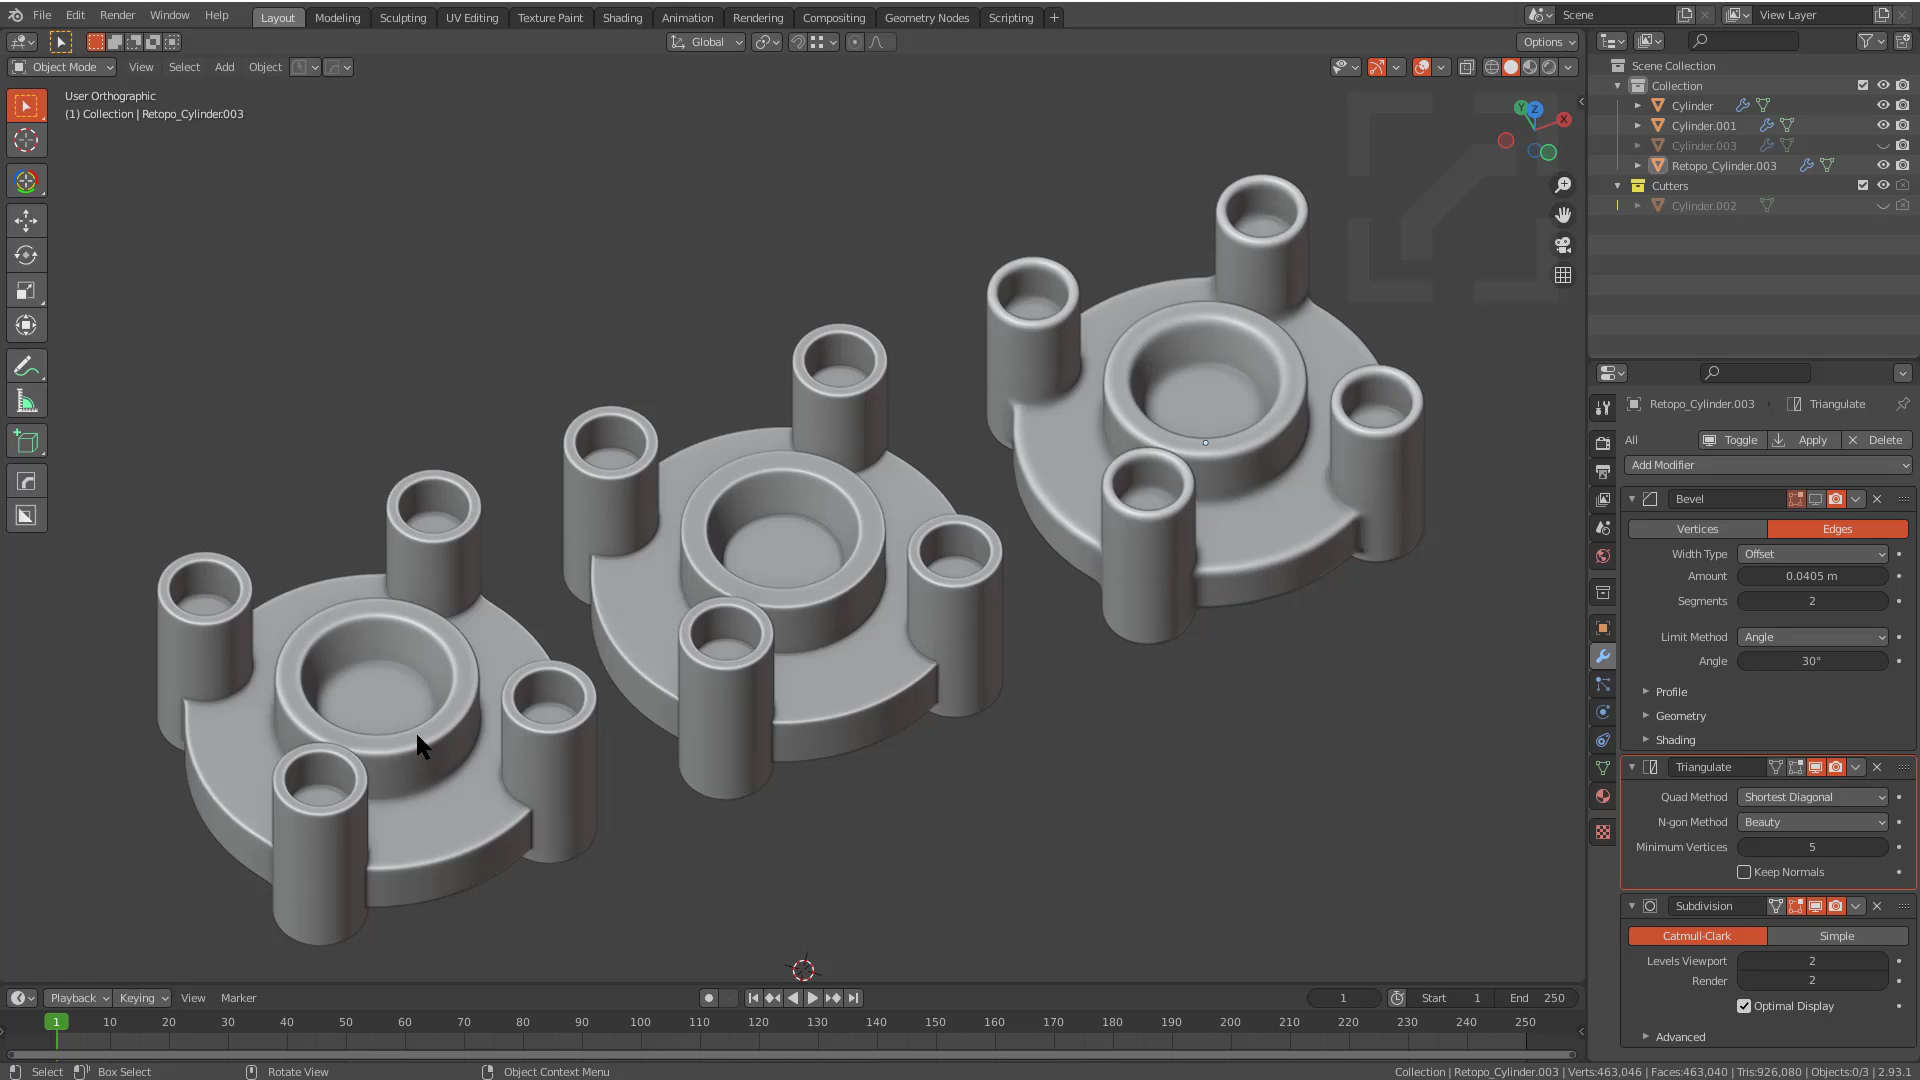 File Edit Render Window Help Layout Modeling Sculpting UV Editing Texture Paint Shading Animation Rendering Compositing Geometry Nodes Scripting + Scene View Layer
Global Options
Object Mode View Select Add Object
User Orthographic
(1) Collection | Retopo_Cylinder.003
Y Z X
Scene Collection
Collection
Cylinder
Cylinder.001
Cylinder.003
Retopo_Cylinder.003
Cutters
Cylinder.002
Retopo_Cylinder.003 Triangulate
All Toggle Apply Delete
Add Modifier
Bevel
Vertices Edges
Width Type Offset
Amount 0.0405 m
Segments 2
Limit Method Angle
Angle 30°
Profile
Geometry
Shading
Triangulate
Quad Method Shortest Diagonal
N-gon Method Beauty
Minimum Vertices 5
Keep Normals
Subdivision
Catmull-Clark Simple
Levels Viewport 2
Render 2
Optimal Display
Advanced
Playback Keying View Marker 1 Start 1 End 250
1 10 20 30 40 50 60 70 80 90 100 110 120 130 140 150 160 170 180 190 200 210 220 230 240 250
Select Box Select Rotate View Object Context Menu Collection | Retopo_Cylinder.003 | Verts:463,046 | Faces:463,040 | Tris:926,080 | Objects:0/3 | 2.93.1